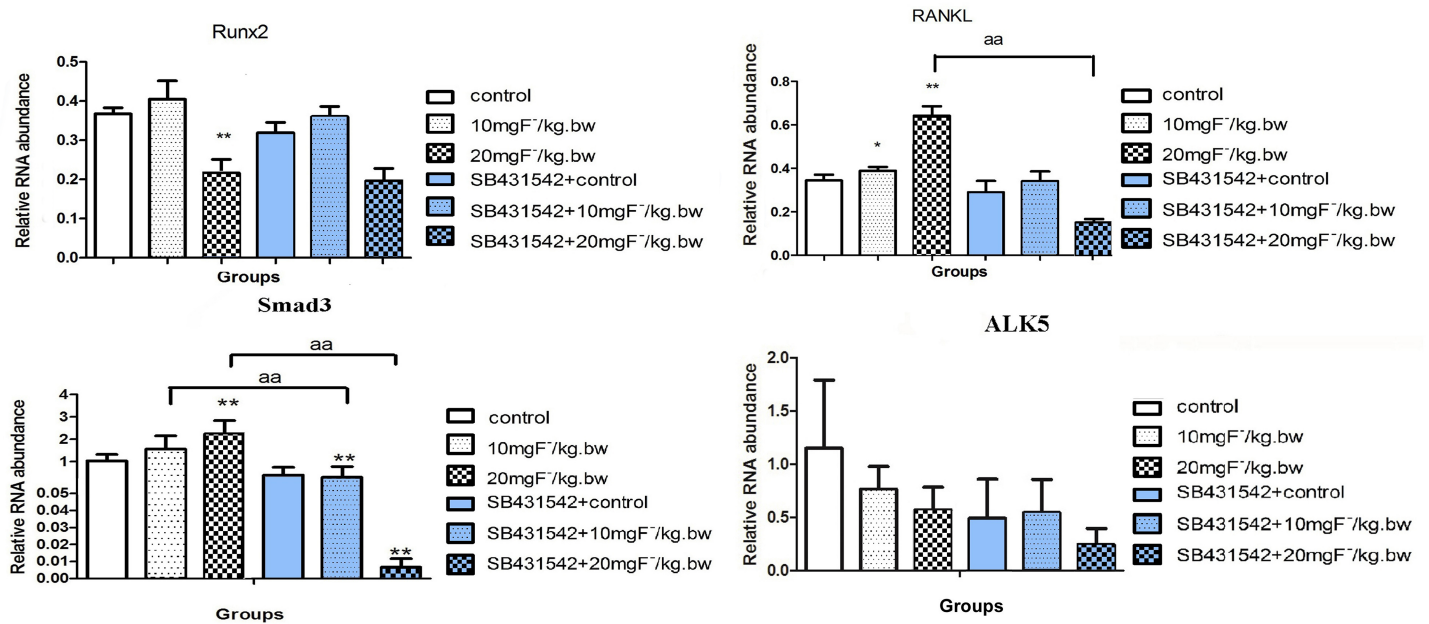 Runx2
Relative RNA abundance
0.5
0.4
0.3
0.2
0.1
0.0
**
Groups
control
10mgF⁻/kg.bw
20mgF⁻/kg.bw
SB431542+control
SB431542+10mgF⁻/kg.bw
SB431542+20mgF⁻/kg.bw
RANKL
aa
Relative RNA abundance
0.8
0.6
0.4
0.2
0.0
*
**
Groups
control
10mgF⁻/kg.bw
20mgF⁻/kg.bw
SB431542+control
SB431542+10mgF⁻/kg.bw
SB431542+20mgF⁻/kg.bw
Smad3
aa
aa
Relative RNA abundance
4
3
2
1
0.05
0.04
0.03
0.02
0.01
0.00
**
**
**
Groups
control
10mgF⁻/kg.bw
20mgF⁻/kg.bw
SB431542+control
SB431542+10mgF⁻/kg.bw
SB431542+20mgF⁻/kg.bw
ALK5
Relative RNA abundance
2.0
1.5
1.0
0.5
0.0
Groups
control
10mgF⁻/kg.bw
20mgF⁻/kg.bw
SB431542+control
SB431542+10mgF⁻/kg.bw
SB431542+20mgF⁻/kg.bw